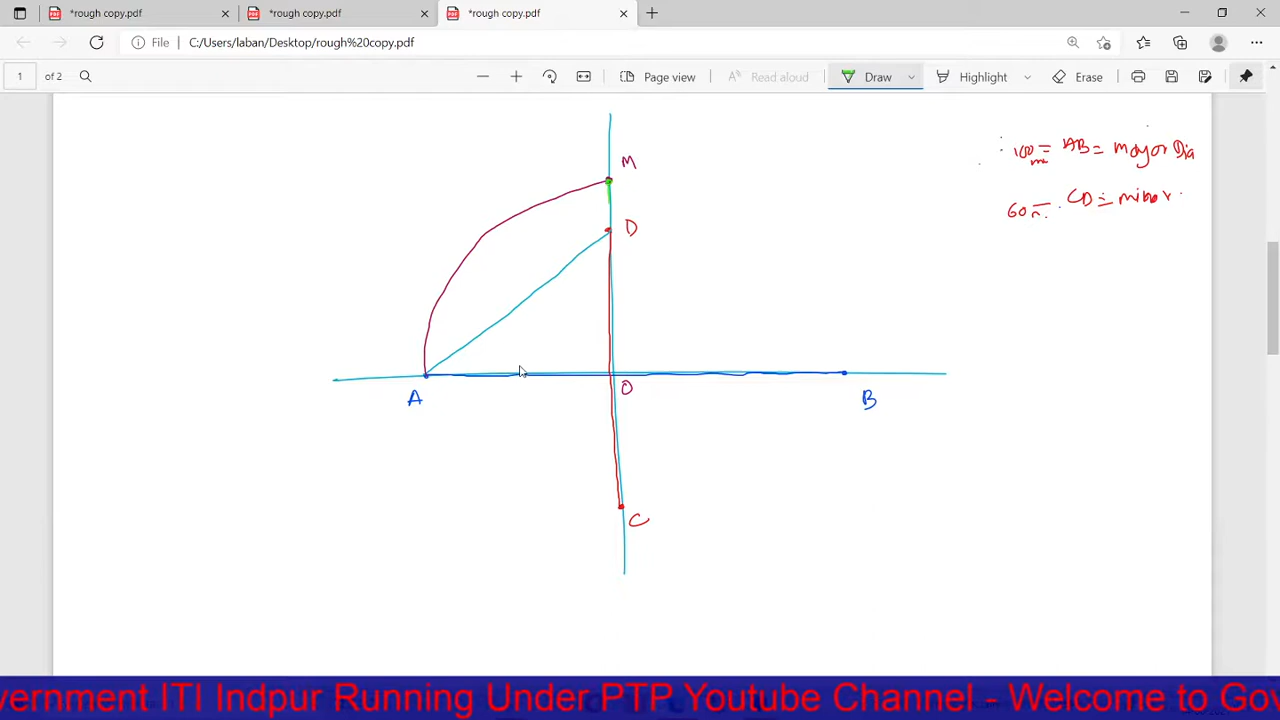 *rough copy.pdf
*rough copy.pdf
*rough copy.pdf
File C:/Users/laban/Desktop/rough%20copy.pdf
1 of 2 Page view Read aloud Draw Highlight Erase
M
100 = AB = major Dia
D
60 CD = minor
A
O
B
C
vernment ITI Indpur Running Under PTP Youtube Channel - Welcome to Gov